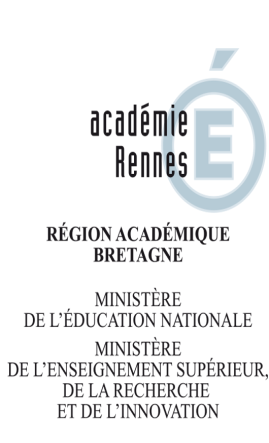 académie
Rennes
É
RÉGION ACADÉMIQUE
BRETAGNE
MINISTÈRE
DE L’ÉDUCATION NATIONALE
MINISTÈRE
DE L’ENSEIGNEMENT SUPÉRIEUR,
DE LA RECHERCHE
ET DE L’INNOVATION